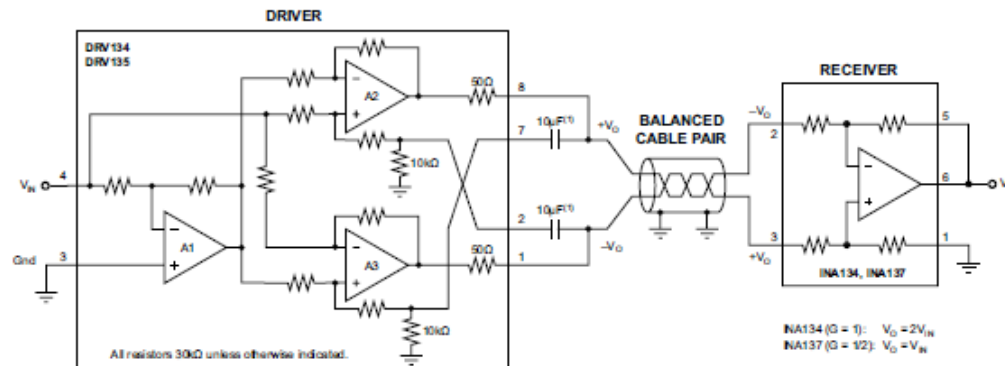 DRIVER
DRV134
DRV135
A2
50Ω
8
7
10μF(1)
+VO
10kΩ
VIN
4
A1
Gnd
3
A3
2
10μF(1)
50Ω
1
–VO
10kΩ
All resistors 30kΩ unless otherwise indicated.
BALANCED
CABLE PAIR
RECEIVER
–VO
2
5
6
3
+VO
1
INA134, INA137
INA134 (G = 1): VO = 2VIN
INA137 (G = 1/2): VO = VIN